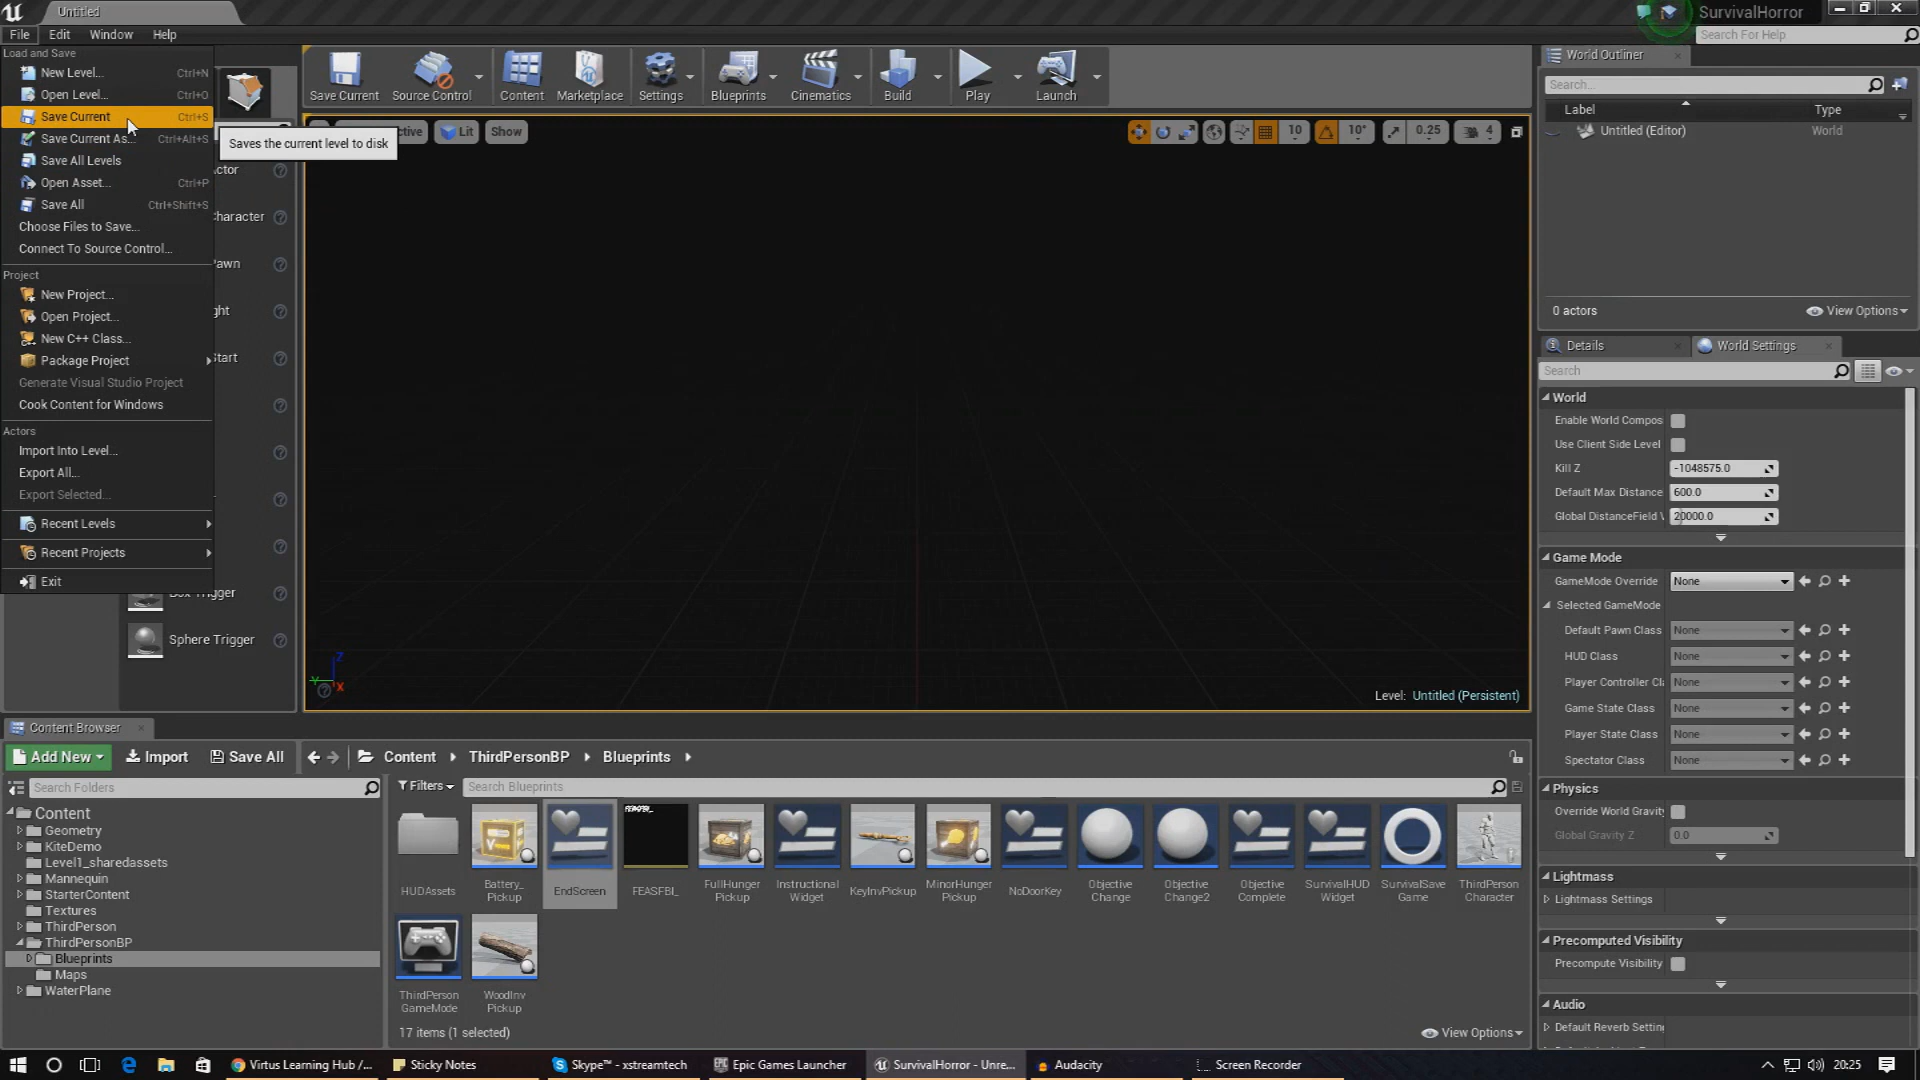 Untitled
SurvivalHorror
File Edit Window Help
Search For Help
Load and Save
New Level... Ctrl+N
Open Level... Ctrl+O
Save Current Ctrl+S
Save Current As... Ctrl+Alt+S
Save All Levels
Open Asset... Ctrl+P
Save All Ctrl+Shift+S
Choose Files to Save...
Connect To Source Control...
Project
New Project...
Open Project...
New C++ Class...
Package Project
Generate Visual Studio Project
Cook Content for Windows
Actors
Import Into Level...
Export All...
Export Selected...
Recent Levels
Recent Projects
Exit
Saves the current level to disk
Actor
Character
Pawn
ght
Start
Box Trigger
Sphere Trigger
Save Current Source Control Content Marketplace Settings Blueprints Cinematics Build Play Launch
ctive Lit Show
10 10° 0.25 4
Z
Y
X
Level: Untitled (Persistent)
World Outliner
Search...
Label Type
Untitled (Editor) World
0 actors View Options
Details World Settings
Search
World
Enable World Compos
Use Client Side Level
Kill Z -1048575.0
Default Max Distance 600.0
Global DistanceField V 20000.0
Game Mode
GameMode Override None
Selected GameMode
Default Pawn Class None
HUD Class None
Player Controller Cla None
Game State Class None
Player State Class None
Spectator Class None
Physics
Override World Gravity
Global Gravity Z 0.0
Lightmass
Lightmass Settings
Precomputed Visibility
Precompute Visibility
Audio
Default Reverb Setting
Content Browser
Add New Import Save All Content ThirdPersonBP Blueprints
Search Folders
Filters Search Blueprints
Content
Geometry
KiteDemo
Level1_sharedassets
Mannequin
StarterContent
Textures
ThirdPerson
ThirdPersonBP
Blueprints
Maps
WaterPlane
HUDAssets
Battery_
Pickup
EndScreen
FEASFBI_
FullHunger
Pickup
Instructional
Widget
KeyInvPickup
MinorHunger
Pickup
NoDoorKey
Objective
Change
Objective
Change2
Objective
Complete
SurvivalHUD
Widget
SurvivalSave
Game
ThirdPerson
Character
ThirdPerson
GameMode
WoodInv
Pickup
17 items (1 selected) View Options
Virtus Learning Hub /... Sticky Notes Skype™ - xstreamtech Epic Games Launcher SurvivalHorror - Unre... Audacity Screen Recorder 20:25